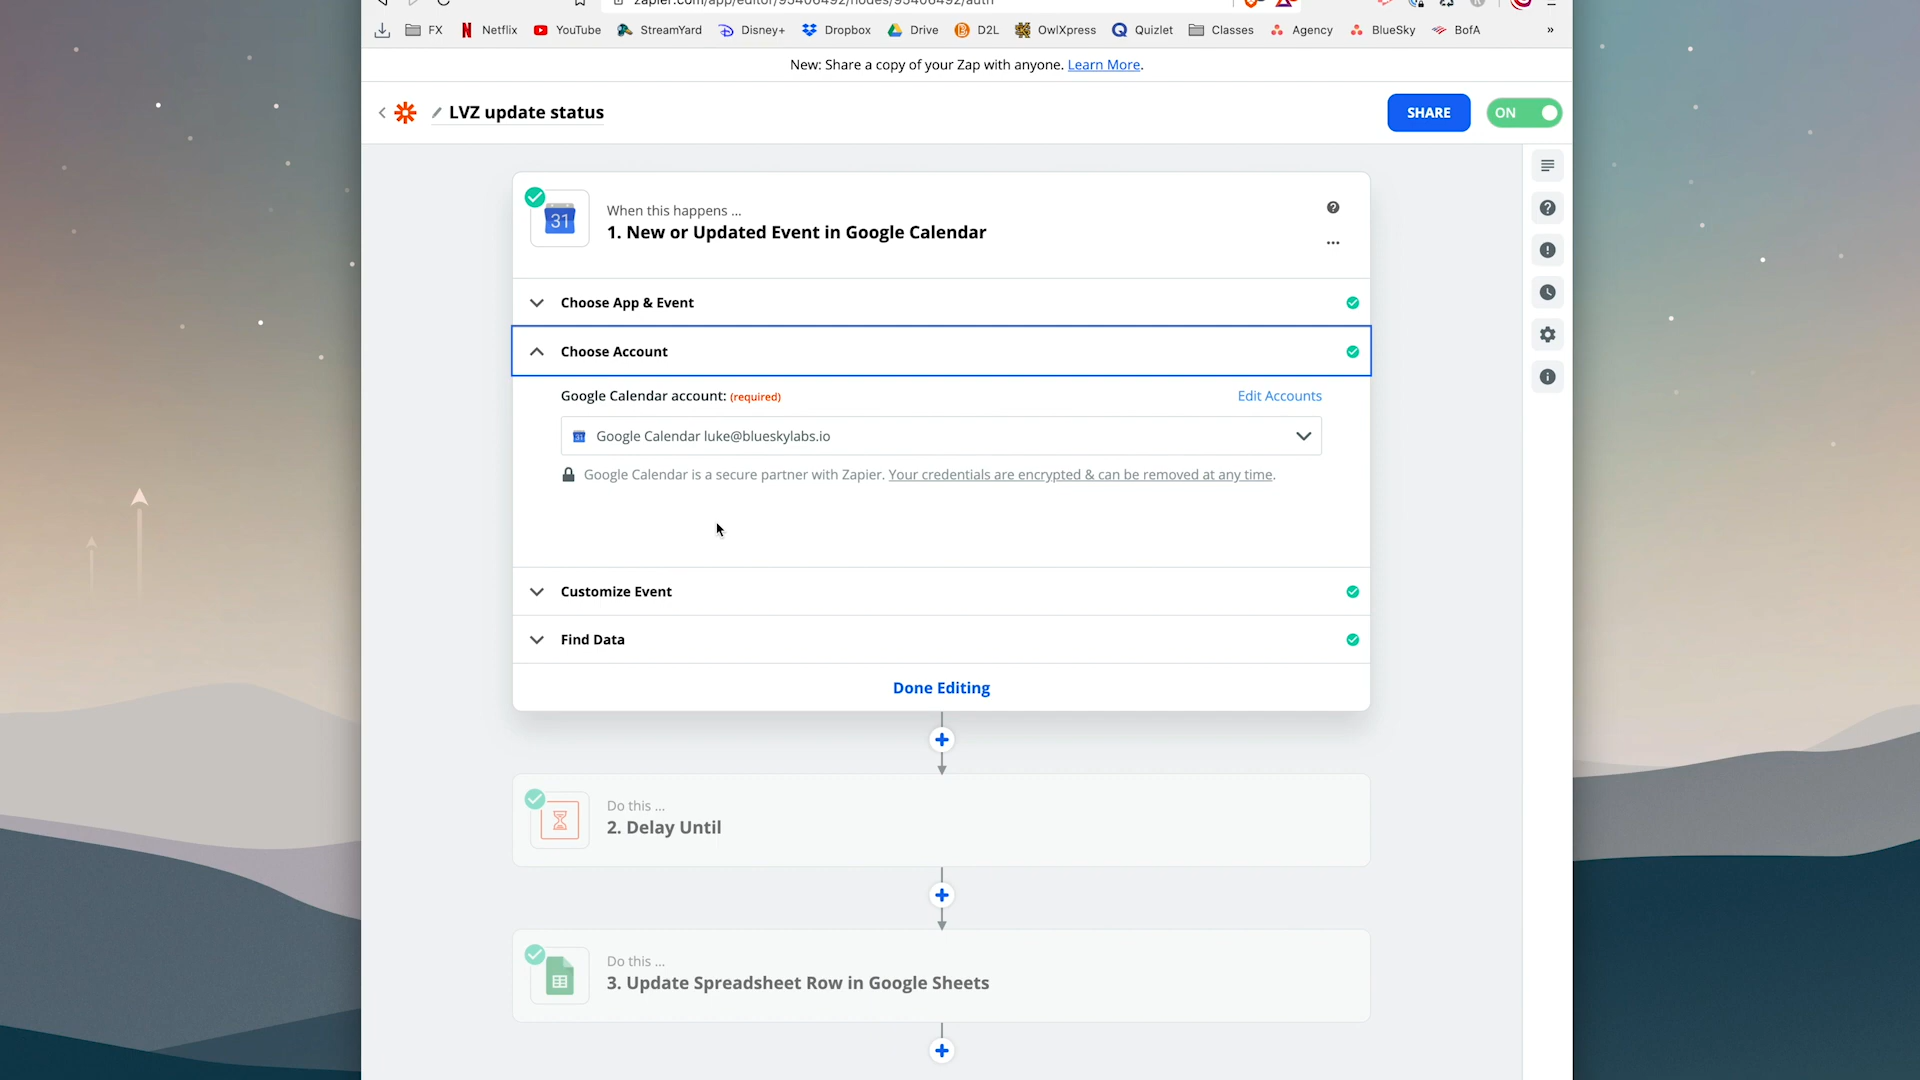 zapier.com/app/editor/95406492/nodes/95406492/auth
FX Netflix YouTube StreamYard Disney+ Dropbox Drive D2L OwlXpress Quizlet Classes Agency BlueSky BofA »
New: Share a copy of your Zap with anyone. Learn More.
LVZ update status SHARE ON
When this happens ...
31 1. New or Updated Event in Google Calendar
Choose App & Event
Choose Account
Google Calendar account: (required) Edit Accounts
31 Google Calendar luke@blueskylabs.io
Google Calendar is a secure partner with Zapier. Your credentials are encrypted & can be removed at any time.
Customize Event
Find Data
Done Editing
Do this ...
2. Delay Until
Do this ...
3. Update Spreadsheet Row in Google Sheets